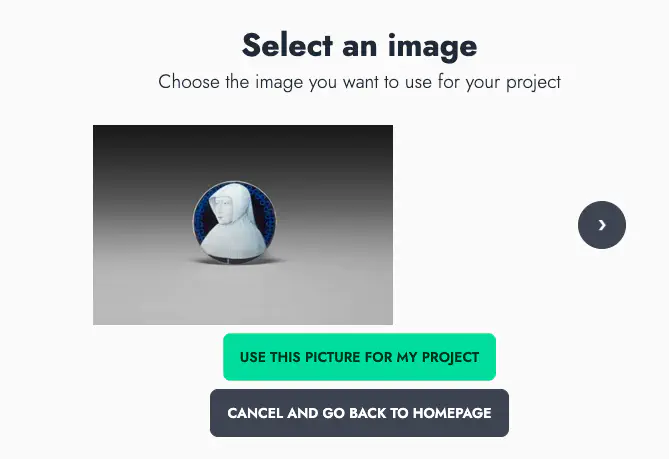 Select an image
Choose the image you want to use for your project
›
USE THIS PICTURE FOR MY PROJECT
CANCEL AND GO BACK TO HOMEPAGE